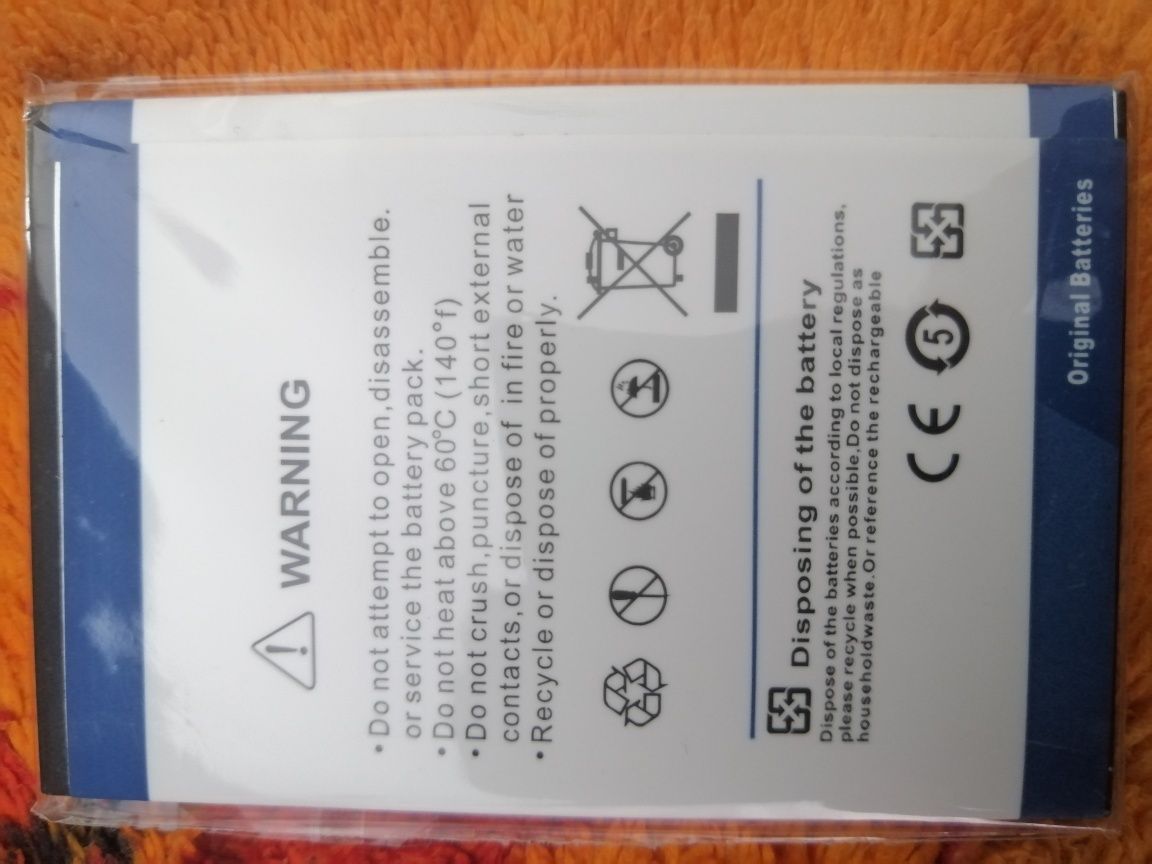 WARNING
•Do not attempt to open,disassemble.
or service the battery pack.
•Do not heat above 60°C (140°f)
•Do not crush,puncture,short external
contacts,or dispose of in fire or water
•Recycle or dispose of properly.
Disposing of the battery
Dispose of the batteries according to local regulations,
please recycle when possible,Do not dispose as
householdwaste.Or reference the rechargeable
CE 5
Original Batteries